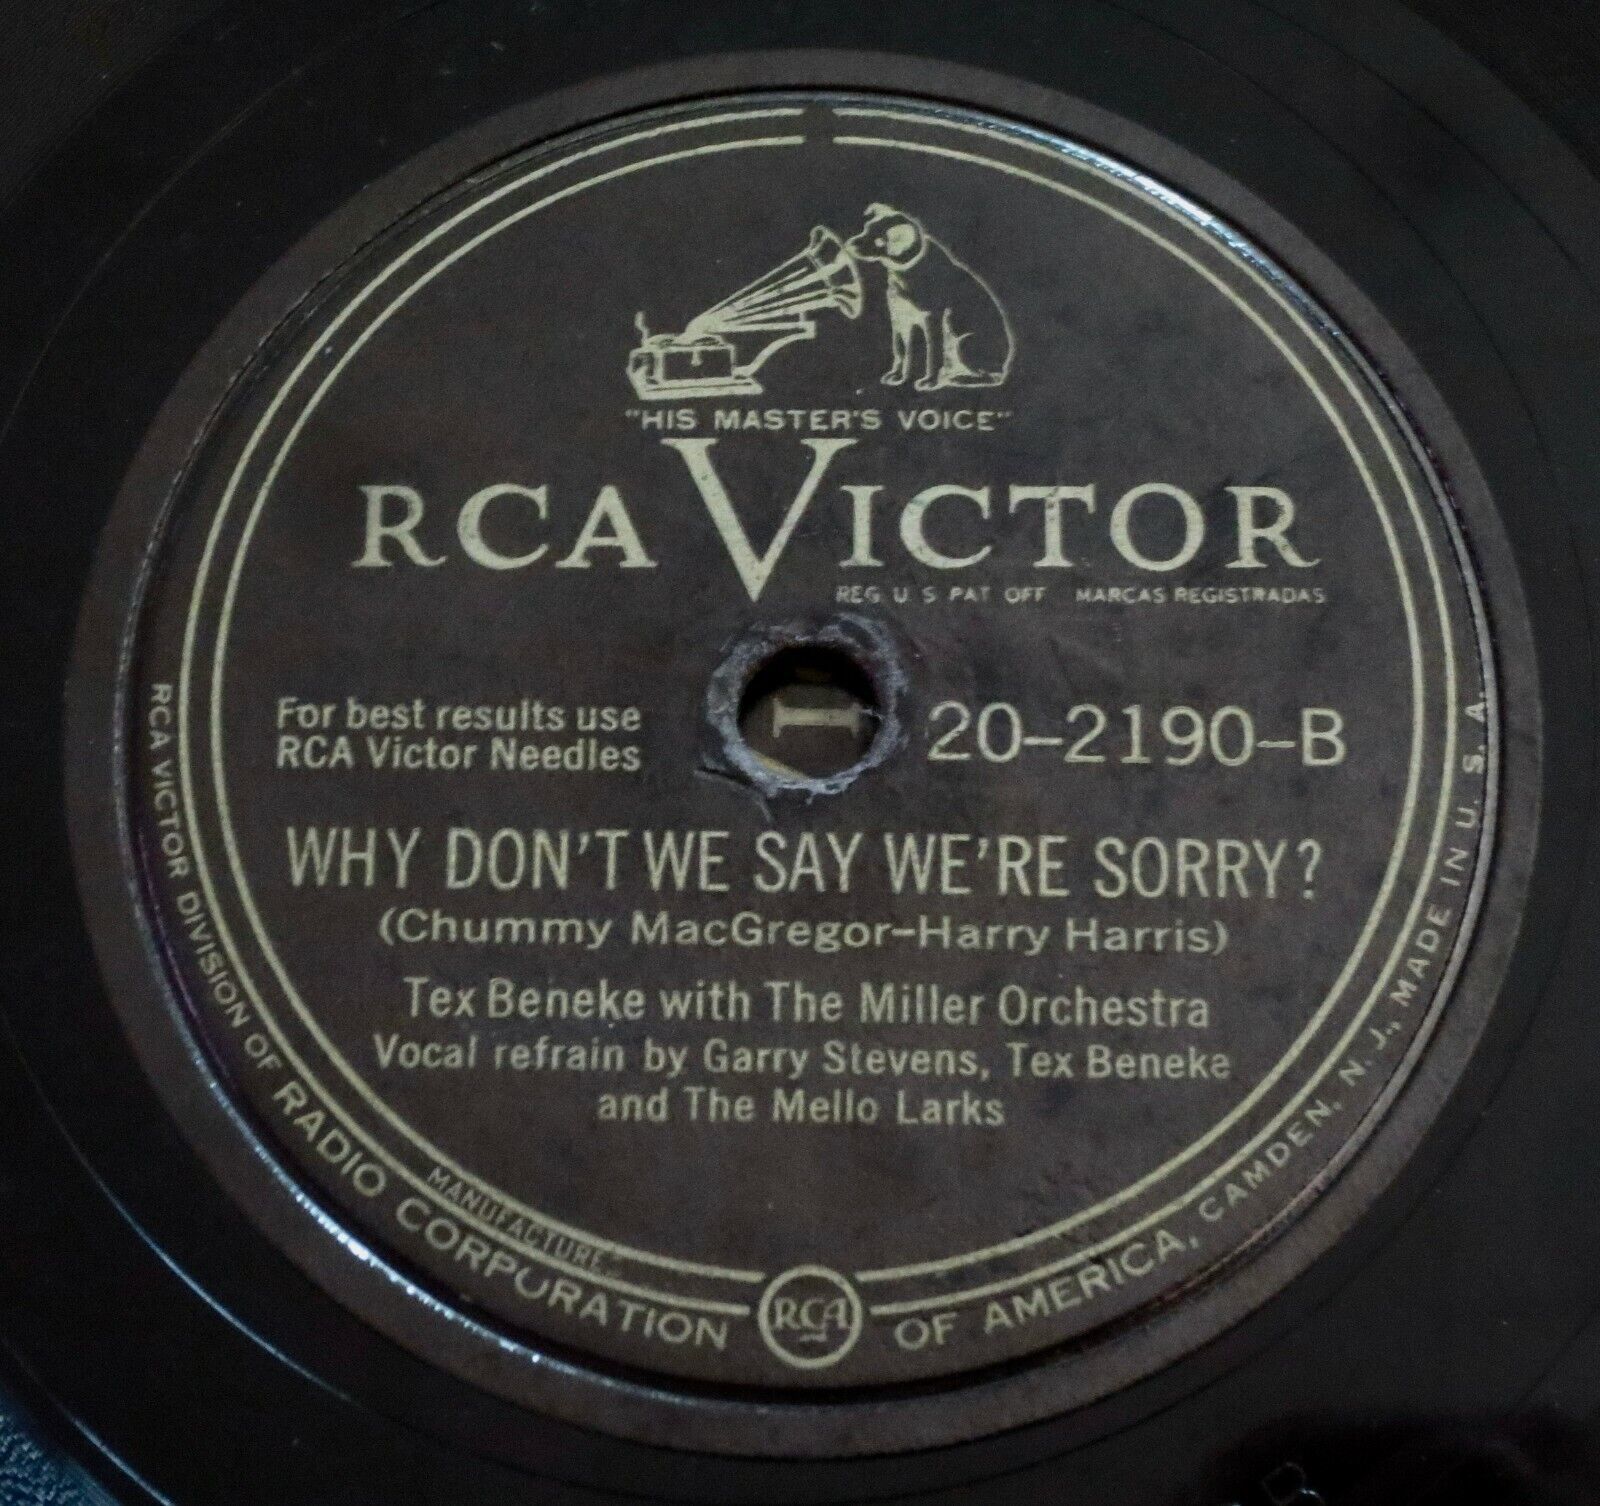 "HIS MASTER'S VOICE"
RCA VICTOR
REG U S PAT OFF MARCAS REGISTRADAS
For best results use
RCA Victor Needles
20-2190-B
WHY DON'T WE SAY WE'RE SORRY?
(Chummy MacGregor-Harry Harris)
Tex Beneke with The Miller Orchestra
Vocal refrain by Garry Stevens, Tex Beneke
and The Mello Larks
MANUFACTURE
RCA
RCA VICTOR DIVISION OF RADIO CORPORATION OF AMERICA, CAMDEN, N. J., MADE IN U. S. A.